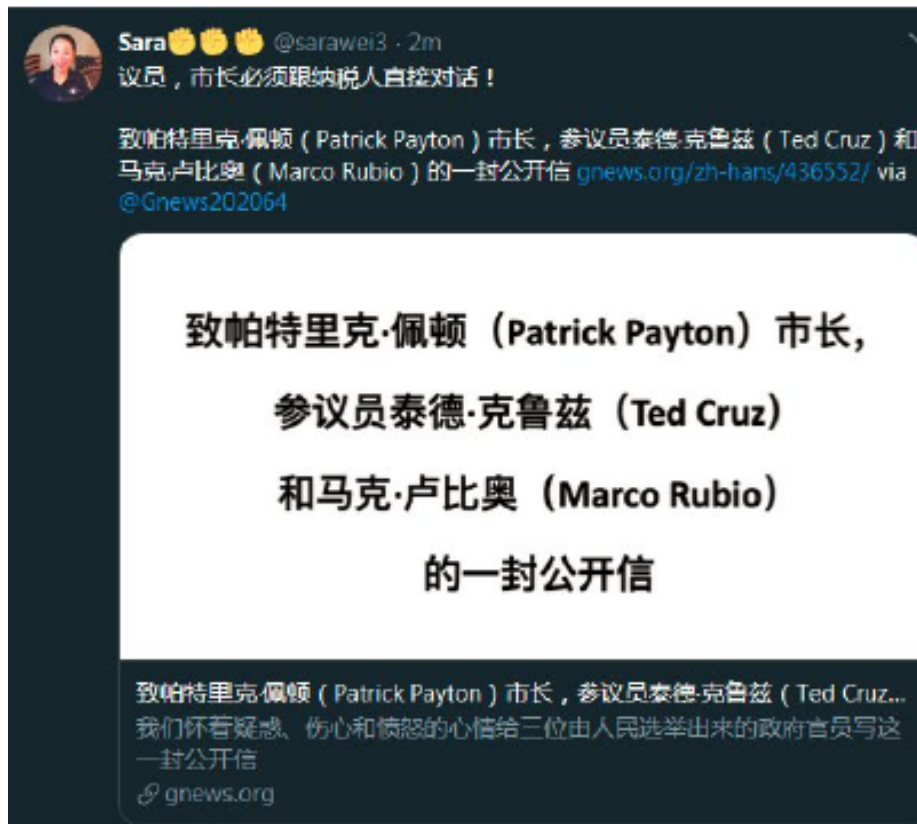 Sara✊✊✊ @sarawei3 · 2m
议员，市长必须跟纳税人直接对话！
致帕特里克·佩顿（Patrick Payton）市长，参议员泰德·克鲁兹（Ted Cruz）和
马克·卢比奥（Marco Rubio）的一封公开信 gnews.org/zh-hans/436552/ via
@Gnews202064
致帕特里克·佩顿（Patrick Payton）市长，
参议员泰德·克鲁兹（Ted Cruz）
和马克·卢比奥（Marco Rubio）
的一封公开信
致帕特里克·佩顿（Patrick Payton）市长，参议员泰德·克鲁兹（Ted Cruz...
我们怀着疑惑、伤心和愤怒的心情给三位由人民选举出来的政府官员写这
一封公开信
gnews.org